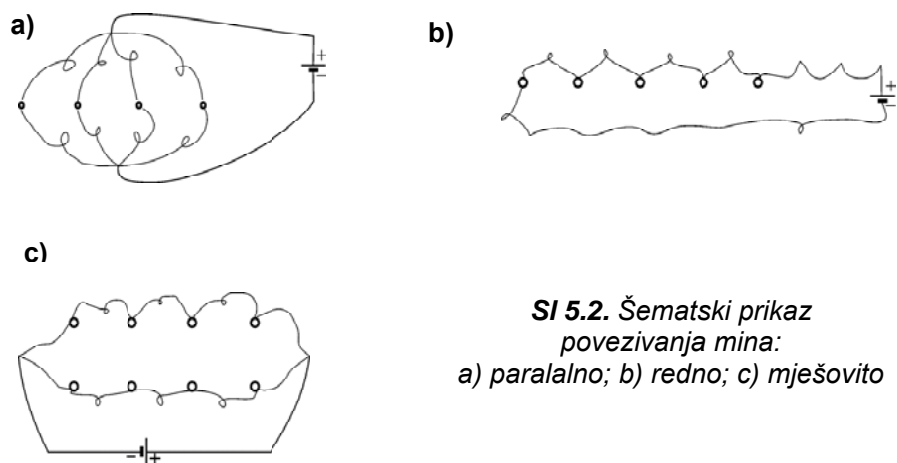 a)
+
−
b)
+
−
c)
− +
Sl 5.2. Šematski prikaz
povezivanja mina:
a) paralalno; b) redno; c) mješovito